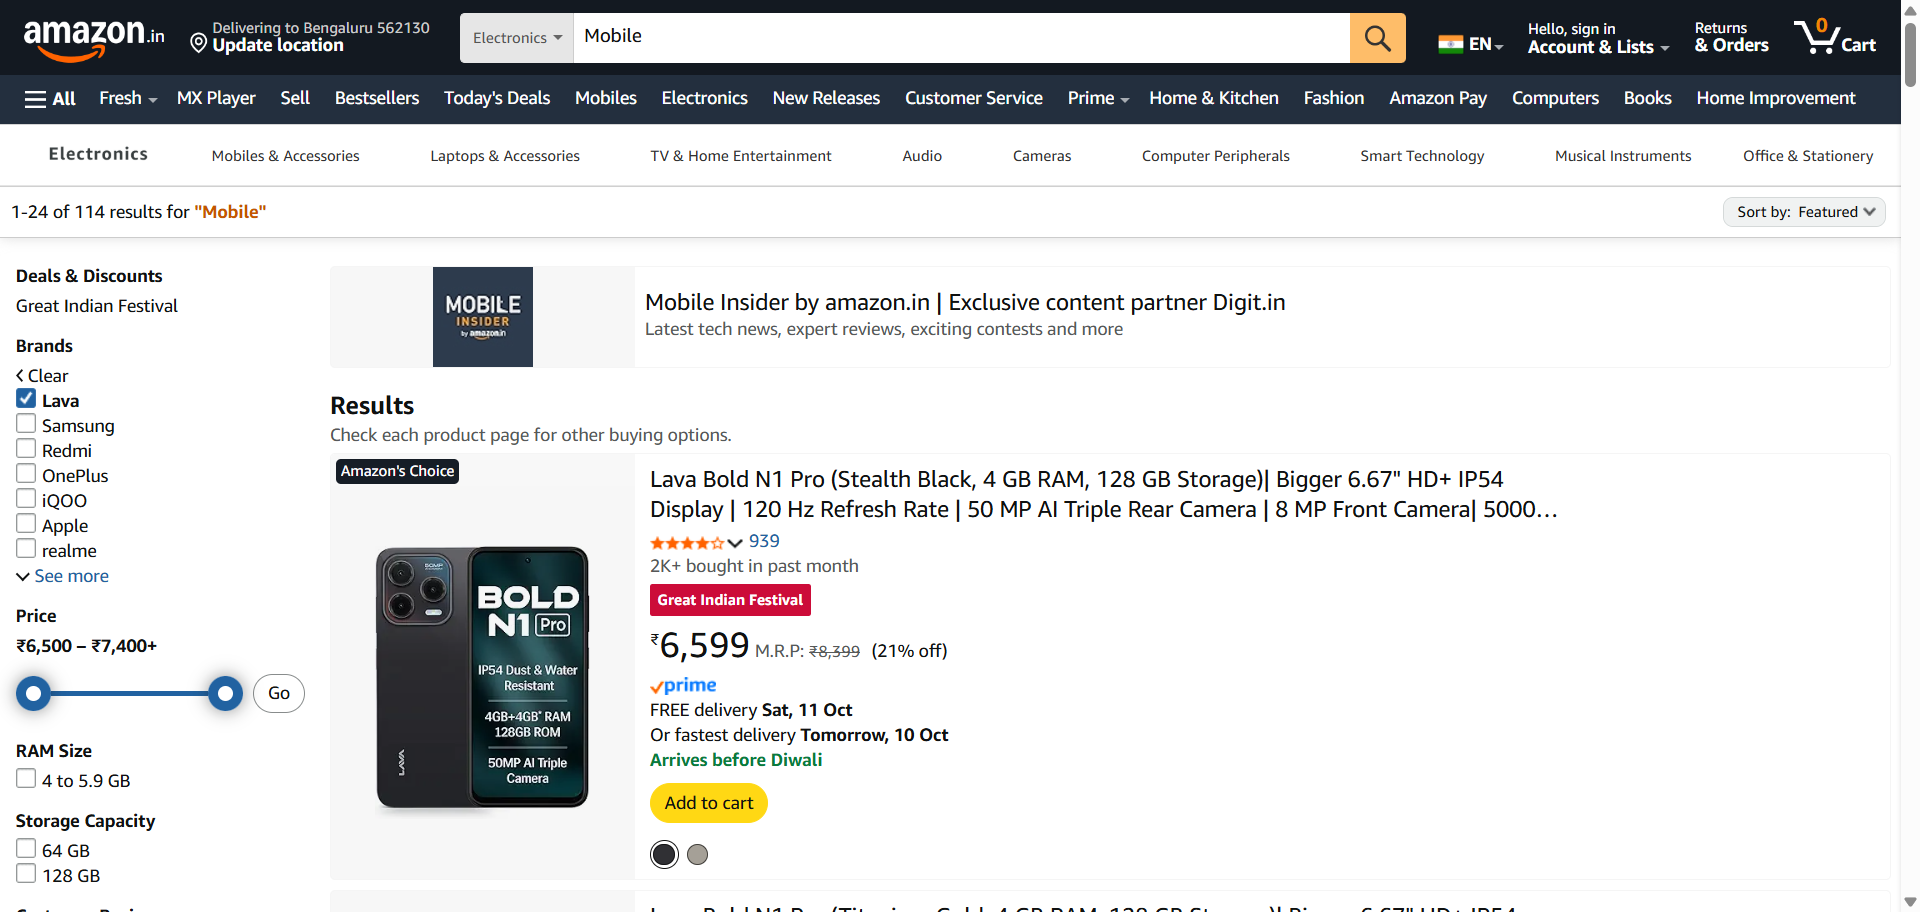 amazon.in
Delivering to Bengaluru 562130
Update location
Electronics
Mobile
EN
Hello, sign in
Account & Lists
Returns
& Orders
0
Cart
All
Fresh
MX Player
Sell
Bestsellers
Today's Deals
Mobiles
Electronics
New Releases
Customer Service
Prime
Home & Kitchen
Fashion
Amazon Pay
Computers
Books
Home Improvement
Electronics
Mobiles & Accessories
Laptops & Accessories
TV & Home Entertainment
Audio
Cameras
Computer Peripherals
Smart Technology
Musical Instruments
Office & Stationery
1-24 of 114 results for "Mobile"
Sort by: Featured
Deals & Discounts
Great Indian Festival
Brands
Clear
Lava
Samsung
Redmi
OnePlus
iQOO
Apple
realme
See more
Price
₹6,500 – ₹7,400+
Go
RAM Size
4 to 5.9 GB
Storage Capacity
64 GB
128 GB
MOBILE
INSIDER
by amazon.in
Mobile Insider by amazon.in | Exclusive content partner Digit.in
Latest tech news, expert reviews, exciting contests and more
Results
Check each product page for other buying options.
Amazon's Choice
50MP
BOLD
N1 Pro
IP54 Dust & Water
Resistant
4GB+4GB* RAM
128GB ROM
50MP AI Triple
Camera
LAVA
Lava Bold N1 Pro (Stealth Black, 4 GB RAM, 128 GB Storage)| Bigger 6.67" HD+ IP54
Display | 120 Hz Refresh Rate | 50 MP AI Triple Rear Camera | 8 MP Front Camera| 5000…
939
2K+ bought in past month
Great Indian Festival
₹6,599 M.R.P: ₹8,399 (21% off)
prime
FREE delivery Sat, 11 Oct
Or fastest delivery Tomorrow, 10 Oct
Arrives before Diwali
Add to cart